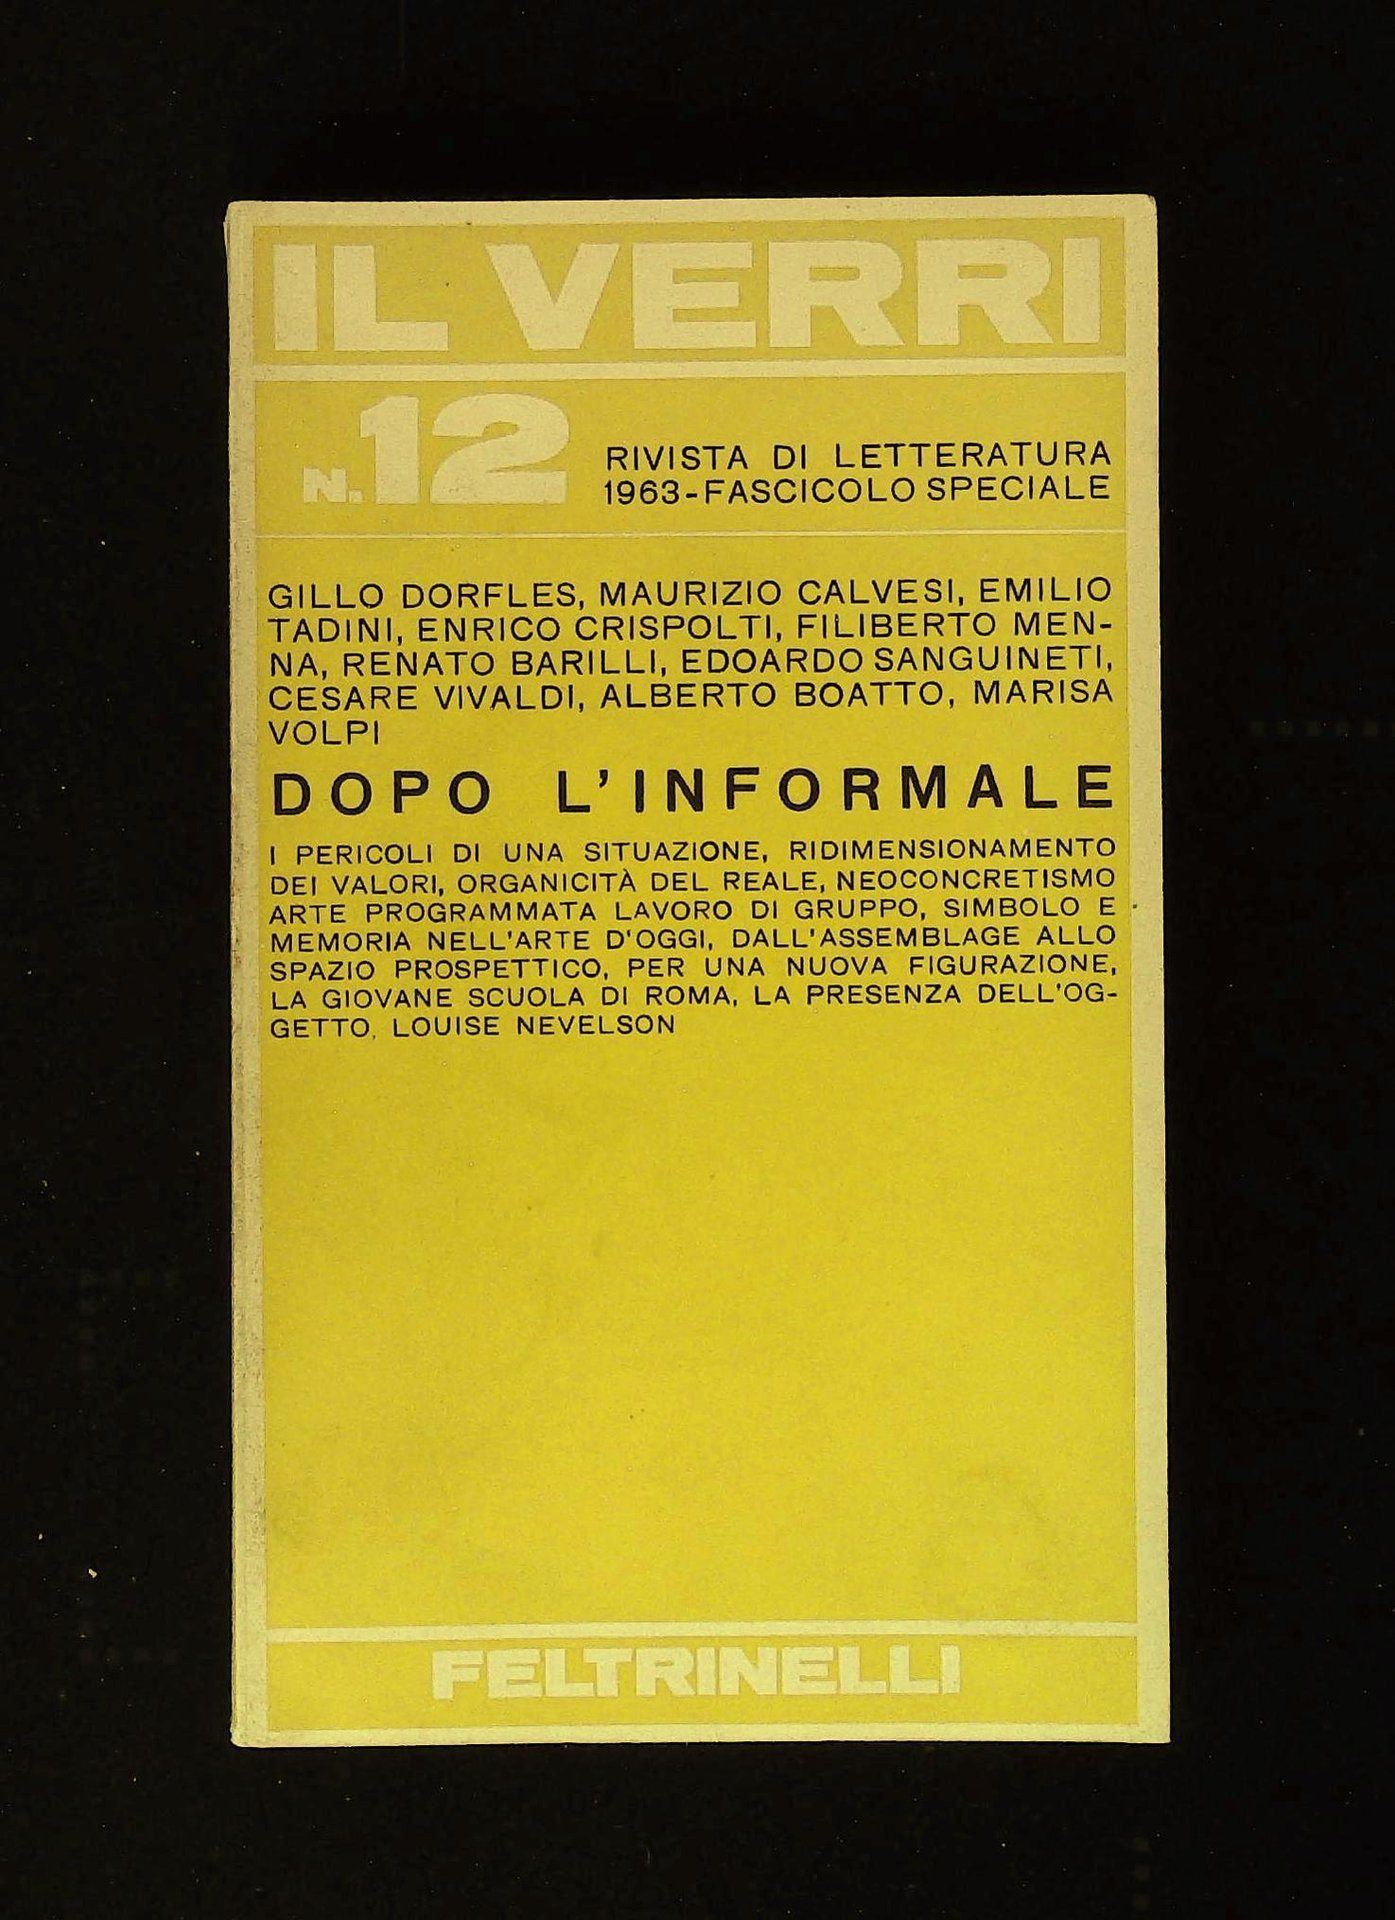 IL VERRI
N.12
RIVISTA DI LETTERATURA
1963-FASCICOLO SPECIALE
GILLO DORFLES, MAURIZIO CALVESI, EMILIO
TADINI, ENRICO CRISPOLTI, FILIBERTO MEN-
NA, RENATO BARILLI, EDOARDO SANGUINETI,
CESARE VIVALDI, ALBERTO BOATTO, MARISA
VOLPI
DOPO L'INFORMALE
I PERICOLI DI UNA SITUAZIONE, RIDIMENSIONAMENTO
DEI VALORI, ORGANICITÀ DEL REALE, NEOCONCRETISMO
ARTE PROGRAMMATA LAVORO DI GRUPPO, SIMBOLO E
MEMORIA NELL'ARTE D'OGGI, DALL'ASSEMBLAGE ALLO
SPAZIO PROSPETTICO, PER UNA NUOVA FIGURAZIONE,
LA GIOVANE SCUOLA DI ROMA, LA PRESENZA DELL'OG-
GETTO, LOUISE NEVELSON
FELTRINELLI